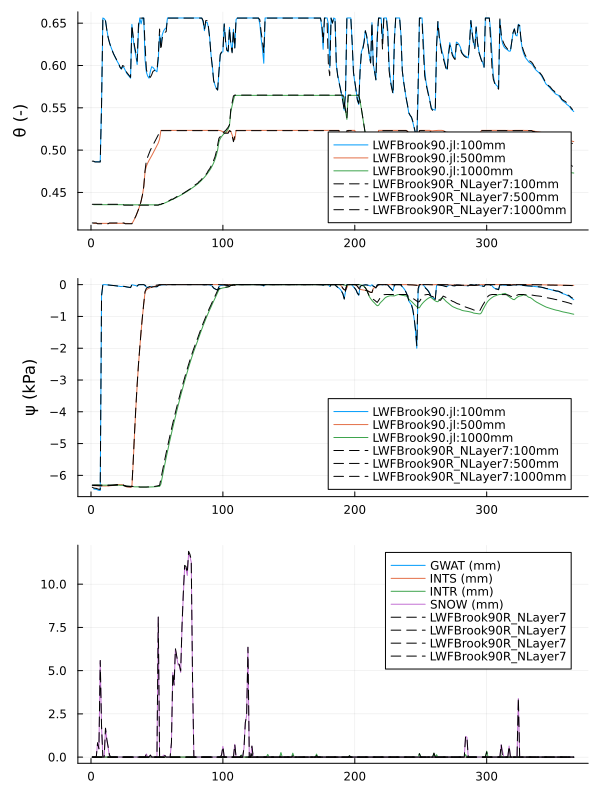 θ (-)
0.65
0.60
0.55
0.50
0.45
LWFBrook90.jl:100mm
LWFBrook90.jl:500mm
LWFBrook90.jl:1000mm
LWFBrook90R_NLayer7:100mm
LWFBrook90R_NLayer7:500mm
LWFBrook90R_NLayer7:1000mm
0 100 200 300
ψ (kPa)
0
−1
−2
−3
−4
−5
−6
LWFBrook90.jl:100mm
LWFBrook90.jl:500mm
LWFBrook90.jl:1000mm
LWFBrook90R_NLayer7:100mm
LWFBrook90R_NLayer7:500mm
LWFBrook90R_NLayer7:1000mm
0 100 200 300
10.0
7.5
5.0
2.5
0.0
GWAT (mm)
INTS (mm)
INTR (mm)
SNOW (mm)
LWFBrook90R_NLayer7
LWFBrook90R_NLayer7
LWFBrook90R_NLayer7
LWFBrook90R_NLayer7
0 100 200 300